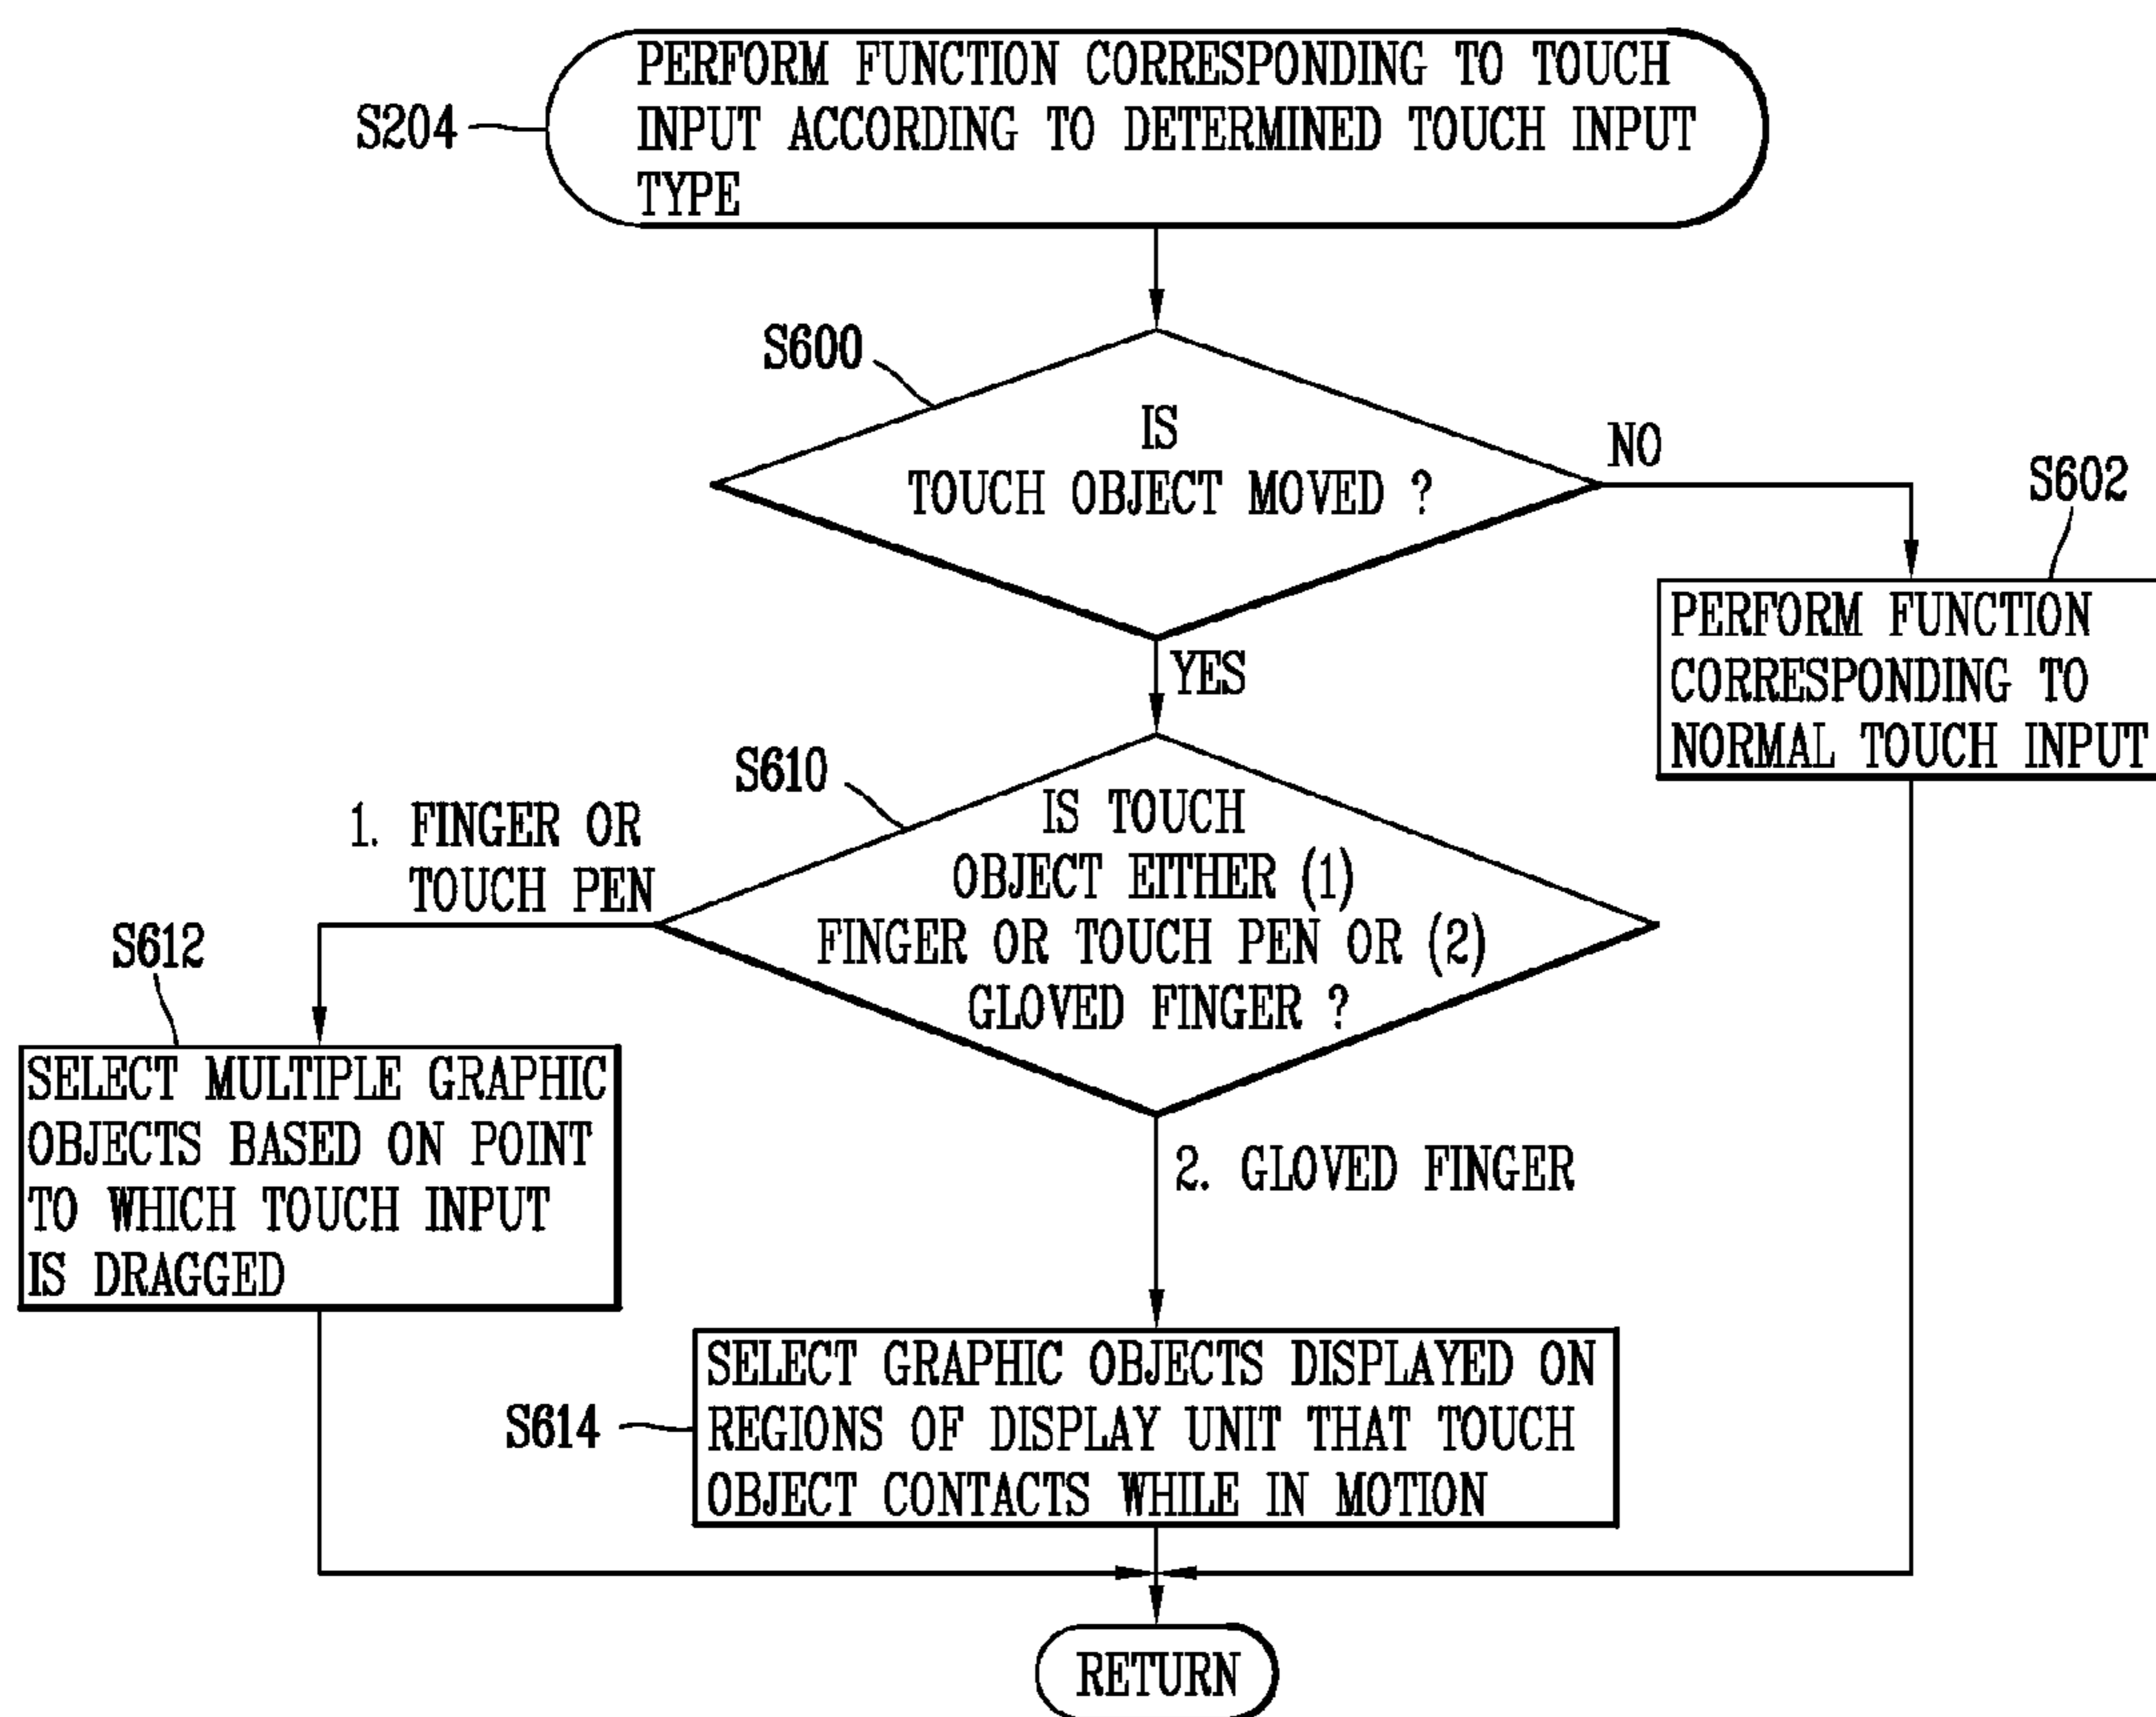 PERFORM FUNCTION CORRESPONDING TO TOUCH
INPUT ACCORDING TO DETERMINED TOUCH INPUT
TYPE
S204
S600
IS
TOUCH OBJECT MOVED ?
NO
S602
PERFORM FUNCTION
CORRESPONDING TO
NORMAL TOUCH INPUT
YES
S610
IS TOUCH
OBJECT EITHER (1)
FINGER OR TOUCH PEN OR (2)
GLOVED FINGER ?
1. FINGER OR
TOUCH PEN
S612
SELECT MULTIPLE GRAPHIC
OBJECTS BASED ON POINT
TO WHICH TOUCH INPUT
IS DRAGGED
2. GLOVED FINGER
S614
SELECT GRAPHIC OBJECTS DISPLAYED ON
REGIONS OF DISPLAY UNIT THAT TOUCH
OBJECT CONTACTS WHILE IN MOTION
RETURN